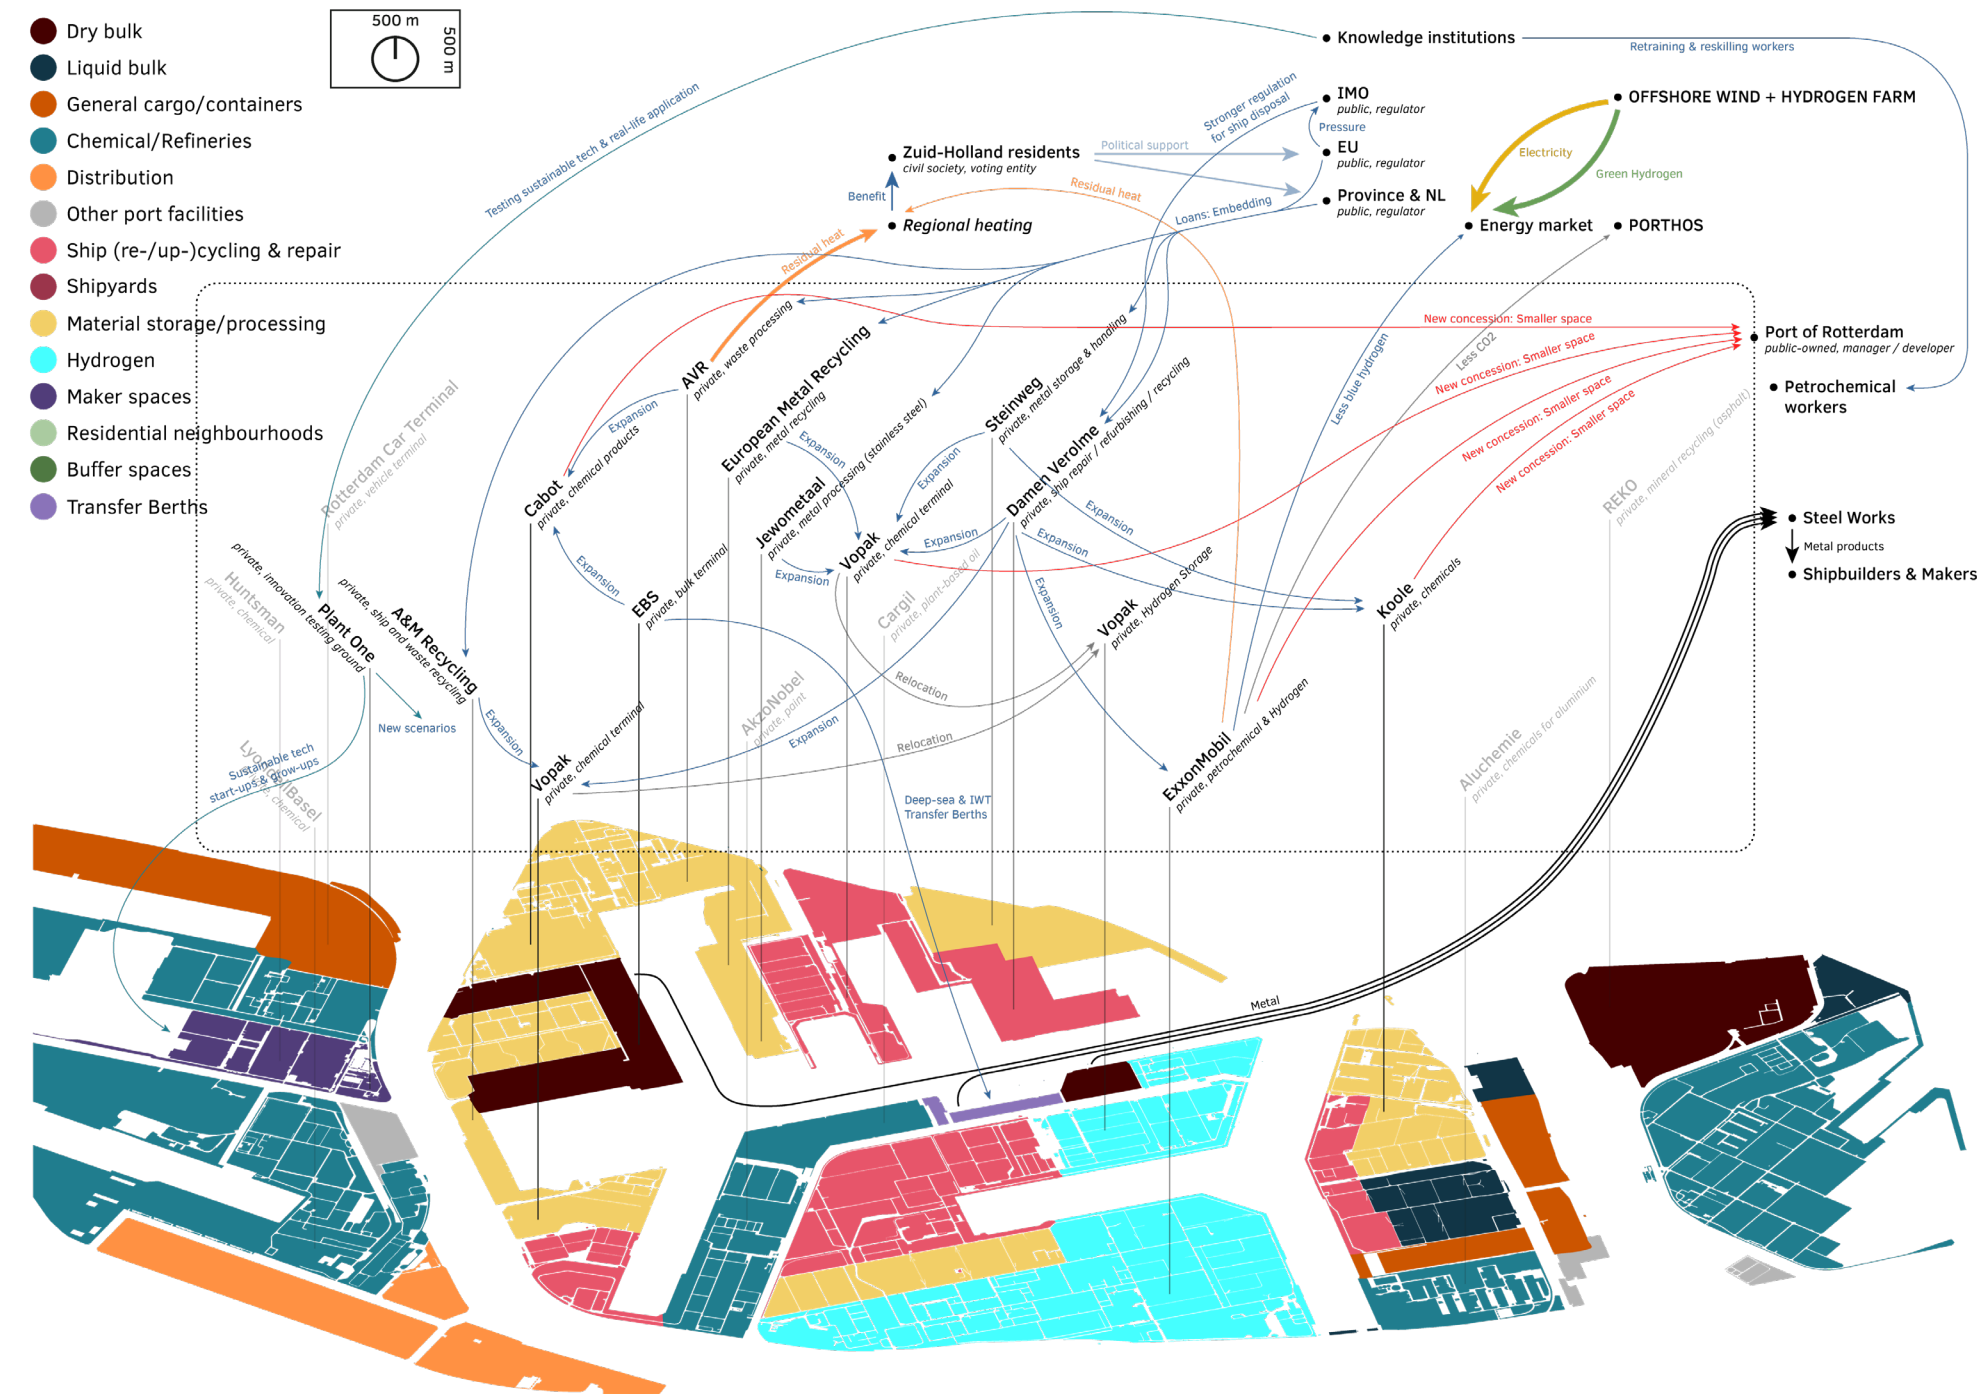 Dry bulk
Liquid bulk
General cargo/containers
Chemical/Refineries
Distribution
Other port facilities
Ship (re-/up-)cycling & repair
Shipyards
Material storage/processing
Hydrogen
Maker spaces
Residential neighbourhoods
Buffer spaces
Transfer Berths
500 m
500 m
Knowledge institutions
Retraining & reskilling workers
Testing sustainable tech & real-life application
IMO
public, regulator
Stronger regulation
for ship disposal
Pressure
EU
public, regulator
Province & NL
public, regulator
OFFSHORE WIND + HYDROGEN FARM
Electricity
Green Hydrogen
Energy market
PORTHOS
Zuid-Holland residents
civil society, voting entity
Political support
Benefit
Regional heating
Residual heat
Residual heat
Loans: Embedding
New concession: Smaller space
New concession: Smaller space
New concession: Smaller space
New concession: Smaller space
Less CO2
Less blue hydrogen
Port of Rotterdam
public-owned, manager / developer
Petrochemical
workers
Steel Works
Metal products
Shipbuilders & Makers
AVR
private, waste processing
Expansion
European Metal Recycling
private, metal recycling
Expansion
Steinweg
private, metal storage & handling
Expansion
Expansion
Damen Verolme
private, ship repair / refurbishing / recycling
Expansion
Expansion
Expansion
Expansion
Jewometaal
private, metal processing (stainless steel)
Expansion
Cabot
private, chemical products
Rotterdam Car Terminal
private, vehicle terminal
Vopak
private, chemical terminal
Cargil
private, plant-based oil
EBS
private, bulk terminal
Expansion
Huntsman
private, chemical
Plant One
private, innovation testing ground
New scenarios
A&M Recycling
private, ship and waste recycling
Expansion
Vopak
private, Hydrogen Storage
Koole
private, chemicals
REKO
private, mineral recycling (asphalt)
Relocation
Relocation
AkzoNobel
private, paint
Vopak
private, chemical terminal
ExxonMobil
private, petrochemical & Hydrogen
Aluchemie
private, chemicals for aluminium
Sustainable tech
start-ups & grow-ups
chemical
Deep-sea & IWT
Transfer Berths
Metal